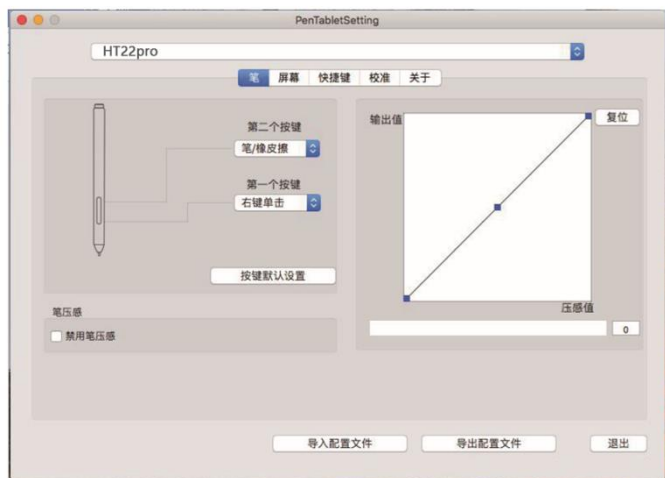 PenTabletSetting
HT22pro
笔 屏幕 快捷键 校准 关于
第二个按键
笔/橡皮擦
第一个按键
右键单击
按键默认设置
输出值
复位
压感值
0
笔压感
禁用笔压感
导入配置文件 导出配置文件 退出